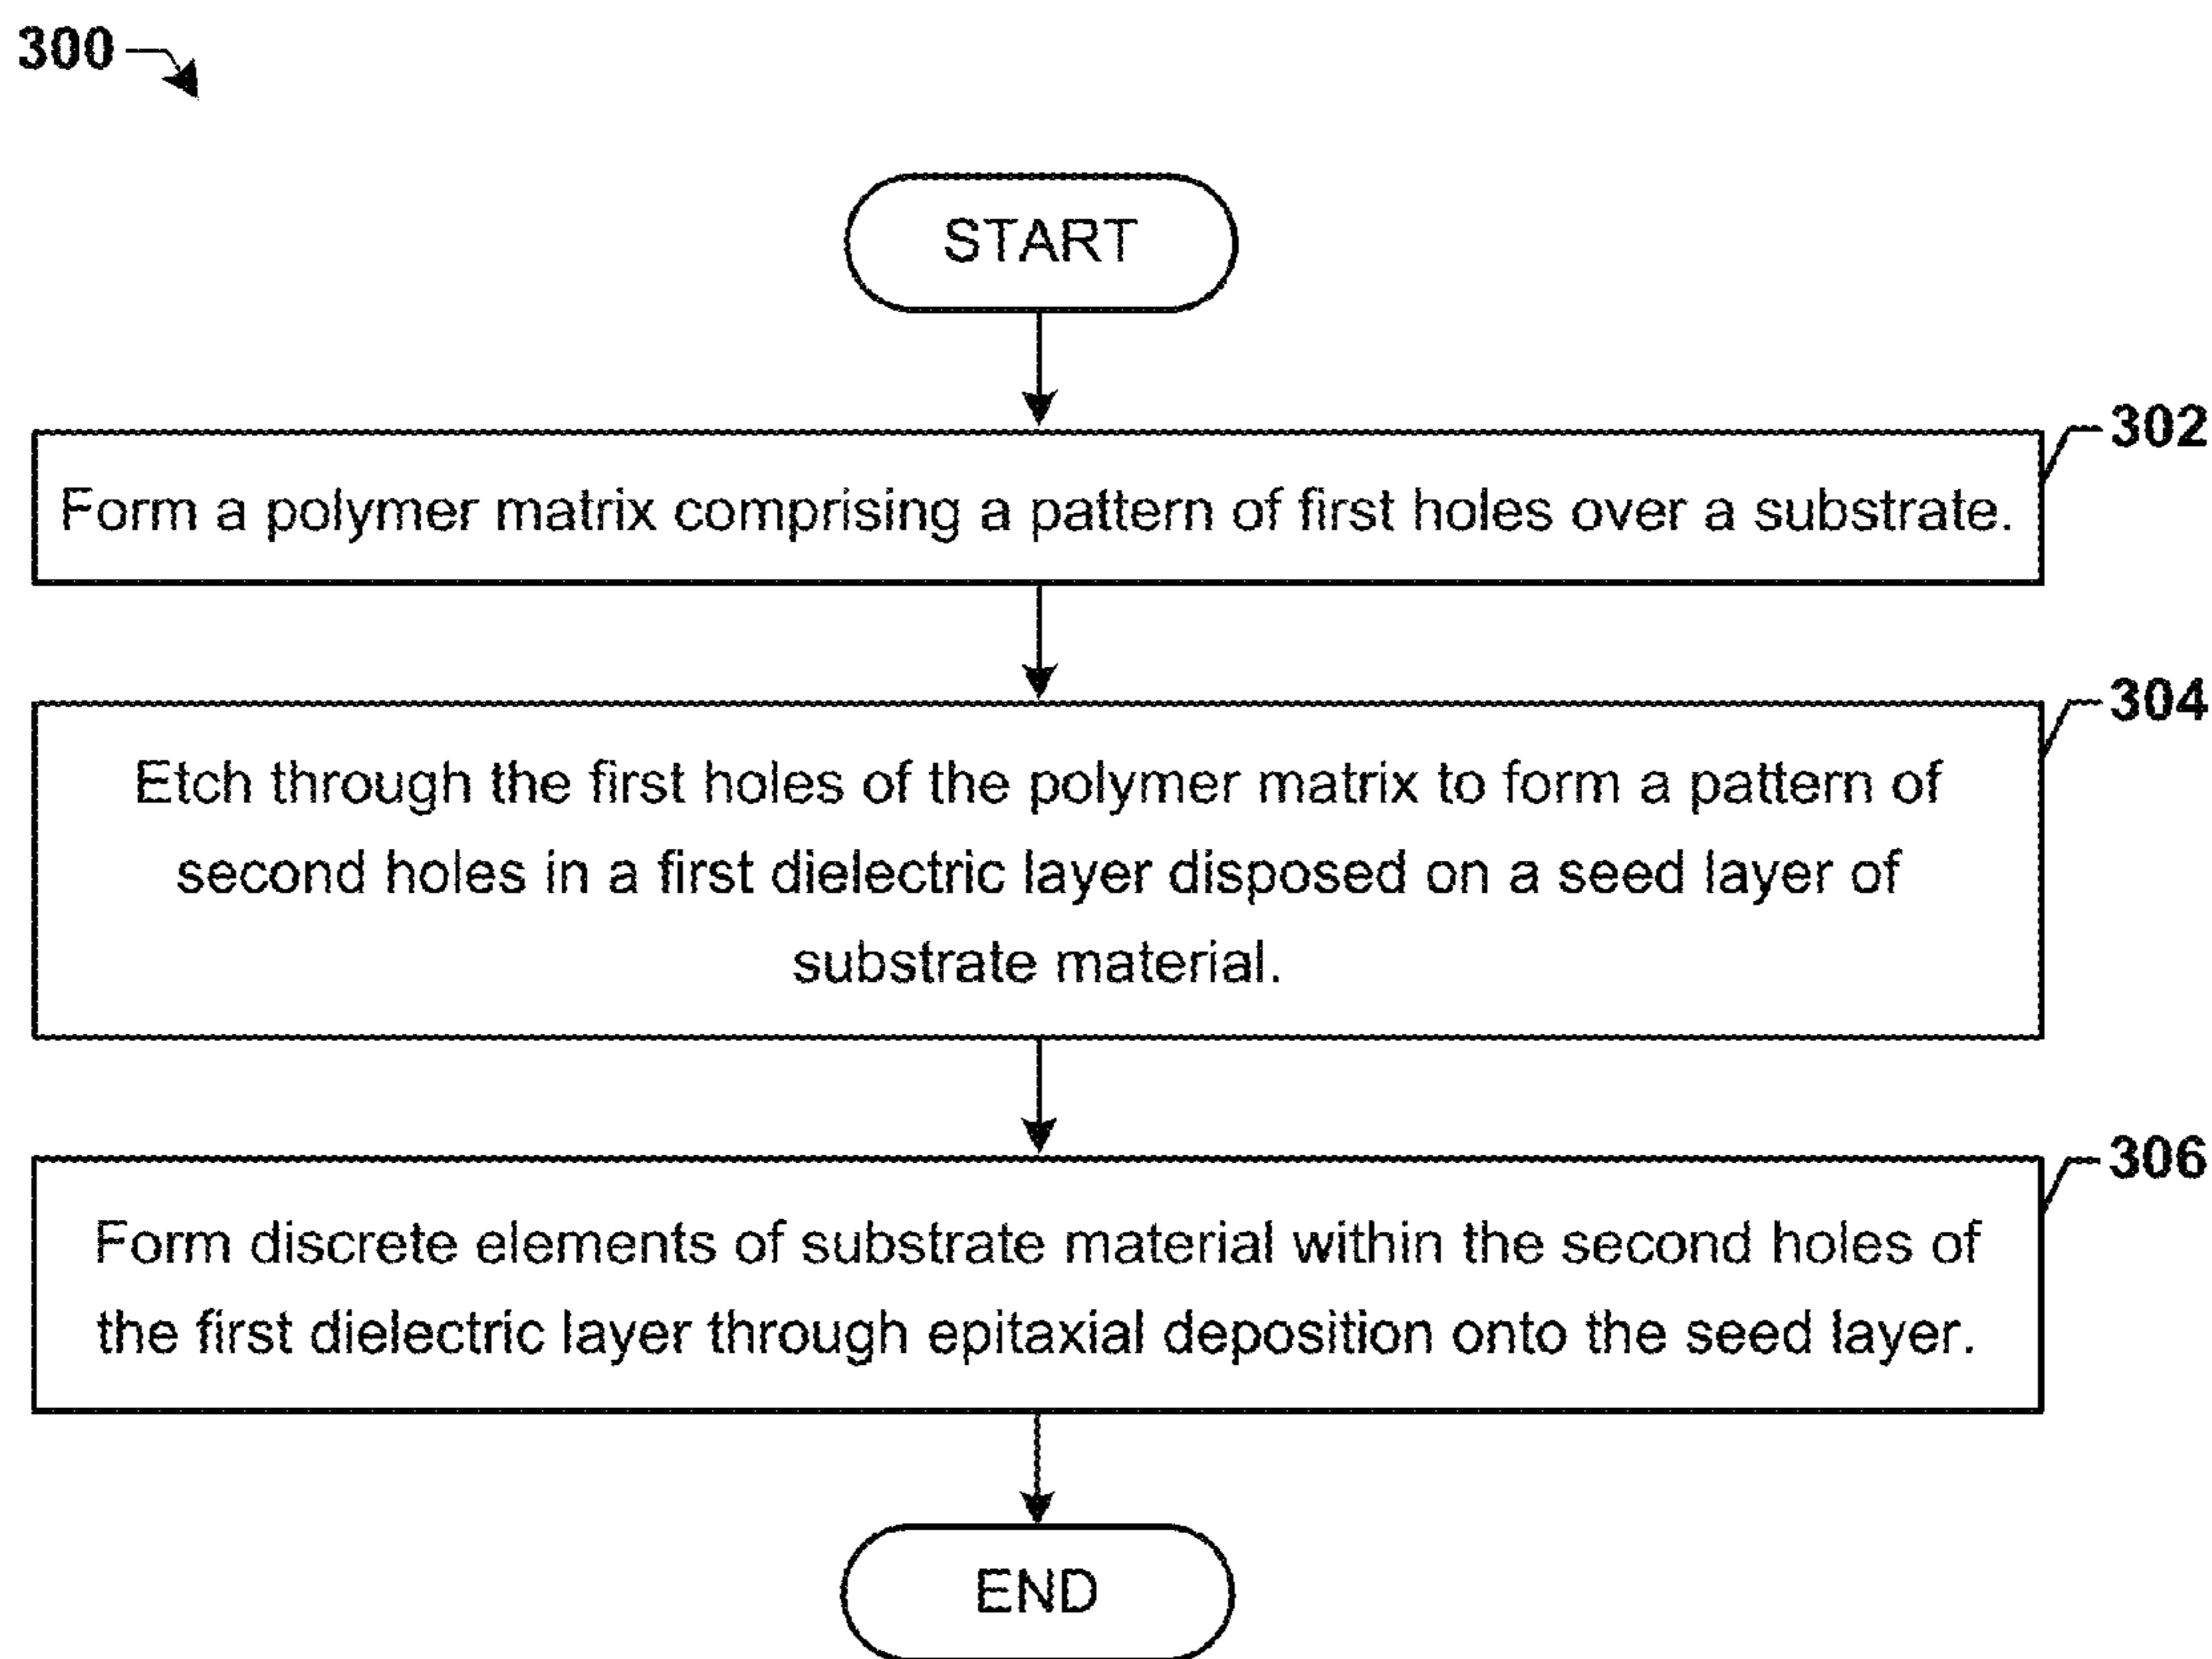 300
START
302
Form a polymer matrix comprising a pattern of first holes over a substrate.
304
Etch through the first holes of the polymer matrix to form a pattern of
second holes in a first dielectric layer disposed on a seed layer of
substrate material.
306
Form discrete elements of substrate material within the second holes of
the first dielectric layer through epitaxial deposition onto the seed layer.
END